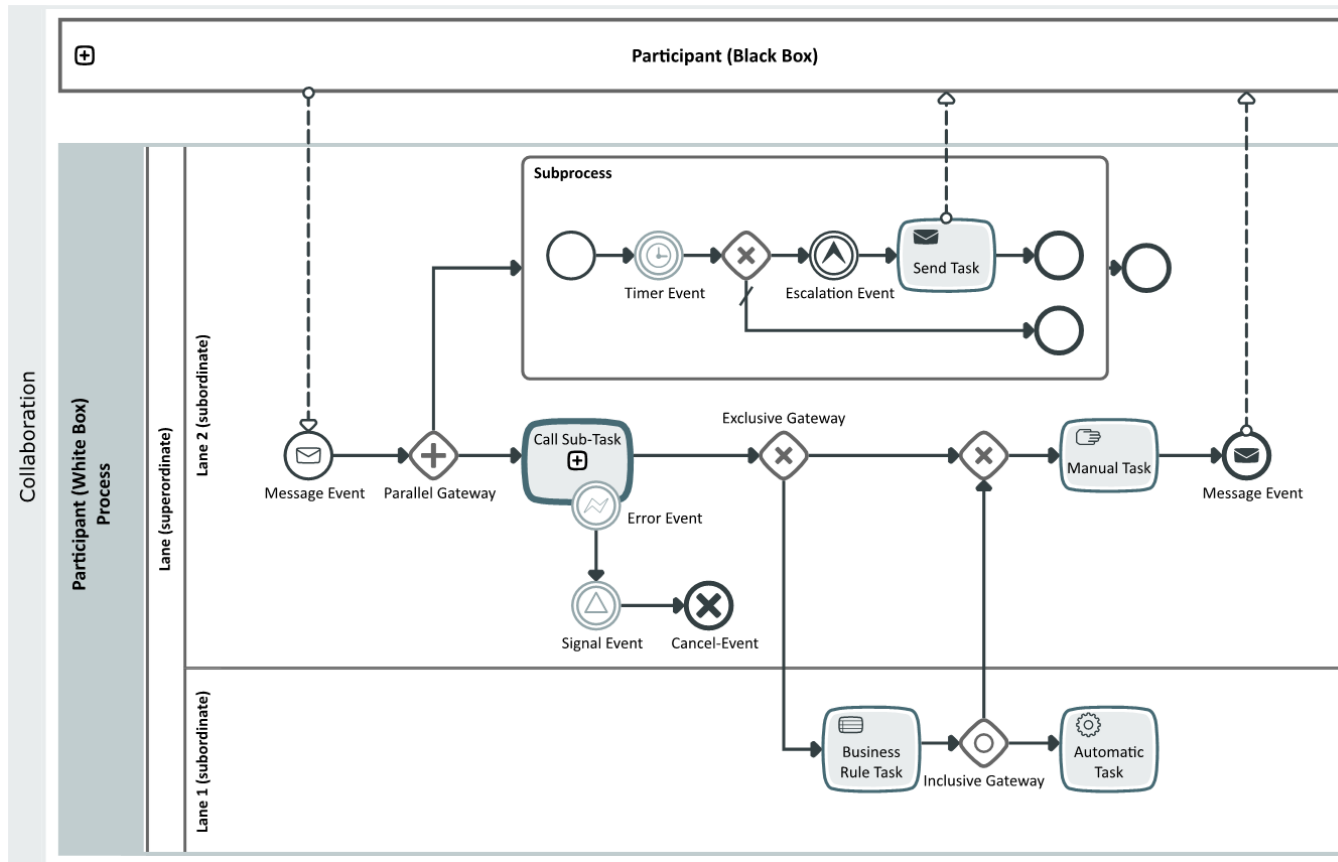 Collaboration
Participant (Black Box)
Participant (White Box)
Process
Lane (superordinate)
Lane 2 (subordinate)
Subprocess
Timer Event
Escalation Event
Send Task
Message Event
Parallel Gateway
Call Sub-Task
Error Event
Exclusive Gateway
Manual Task
Message Event
Signal Event
Cancel-Event
Lane 1 (subordinate)
Business
Rule Task
Inclusive Gateway
Automatic
Task